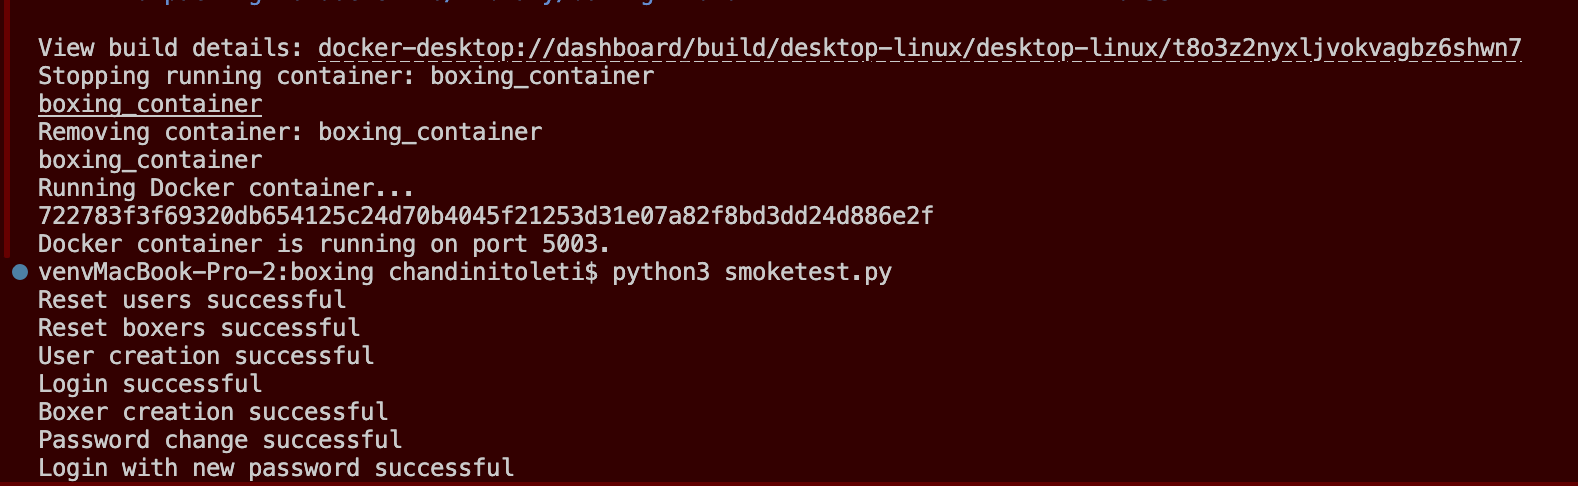 View build details: docker-desktop://dashboard/build/desktop-linux/desktop-linux/t8o3z2nyxljvokvagbz6shwn7
Stopping running container: boxing_container
boxing_container
Removing container: boxing_container
boxing_container
Running Docker container...
722783f3f69320db654125c24d70b4045f21253d31e07a82f8bd3dd24d886e2f
Docker container is running on port 5003.
venvMacBook-Pro-2:boxing chandinitoleti$ python3 smoketest.py
Reset users successful
Reset boxers successful
User creation successful
Login successful
Boxer creation successful
Password change successful
Login with new password successful